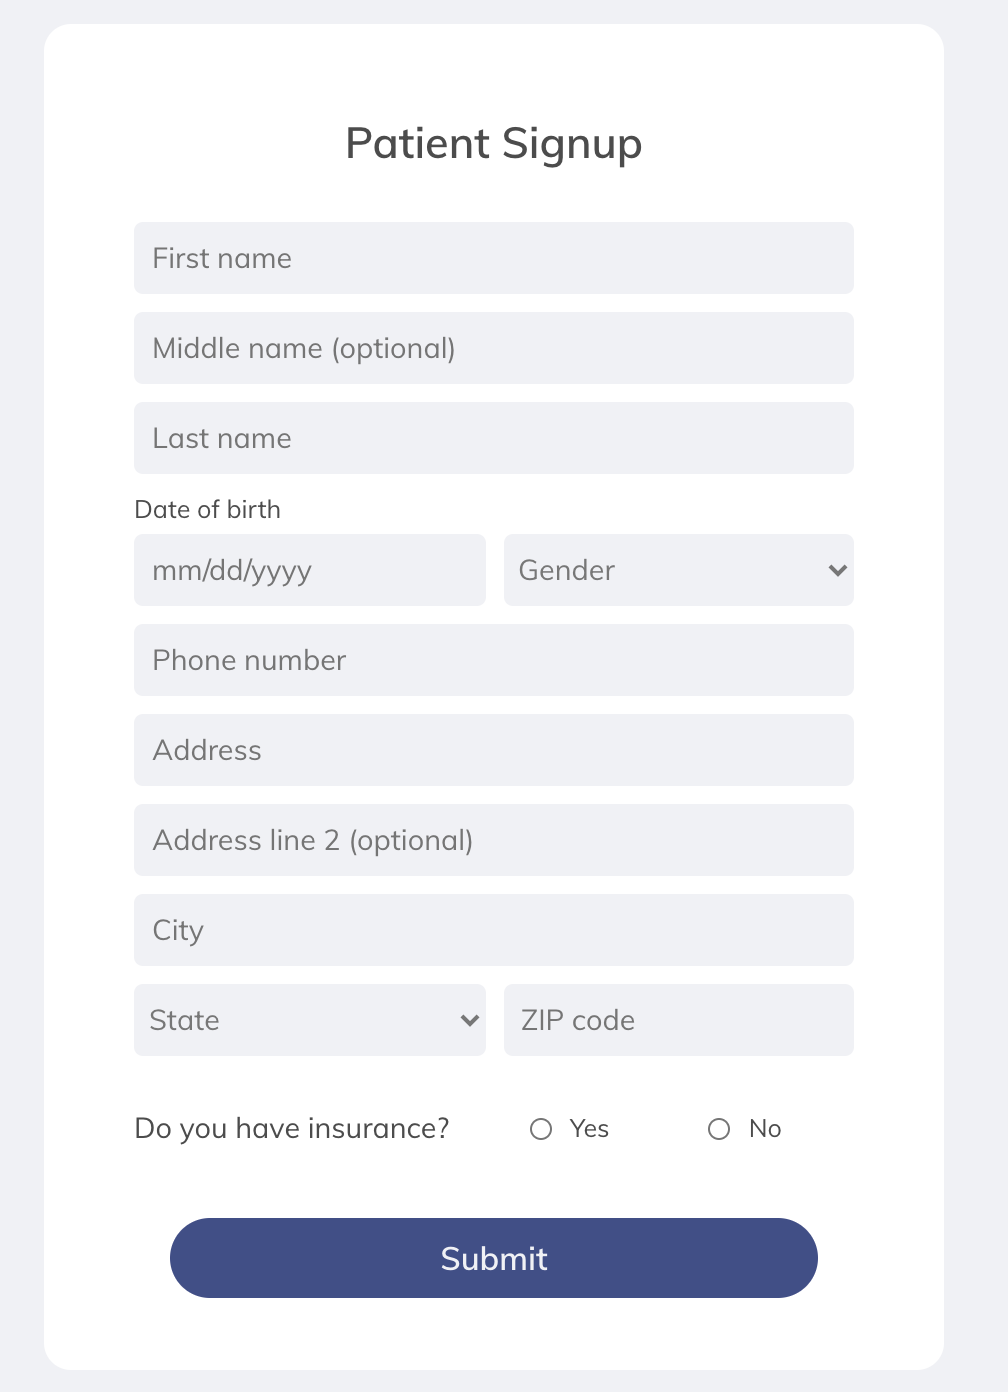 Patient Signup
First name
Middle name (optional)
Last name
Date of birth
mm/dd/yyyy Gender
Phone number
Address
Address line 2 (optional)
City
State ZIP code
Do you have insurance? Yes No
Submit